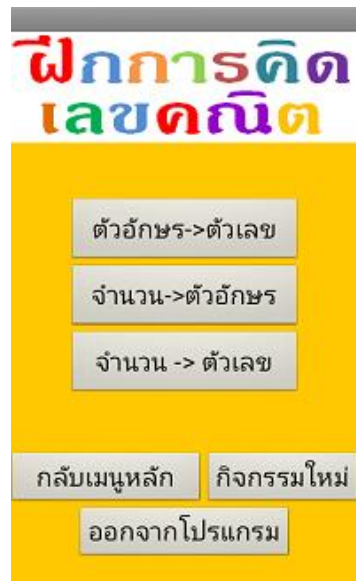 ฝึกการคิด
เลขคณิต
ตัวอักษร->ตัวเลข
จำนวน->ตัวอักษร
จำนวน -> ตัวเลข
กลับเมนูหลัก กิจกรรมใหม่
ออกจากโปรแกรม